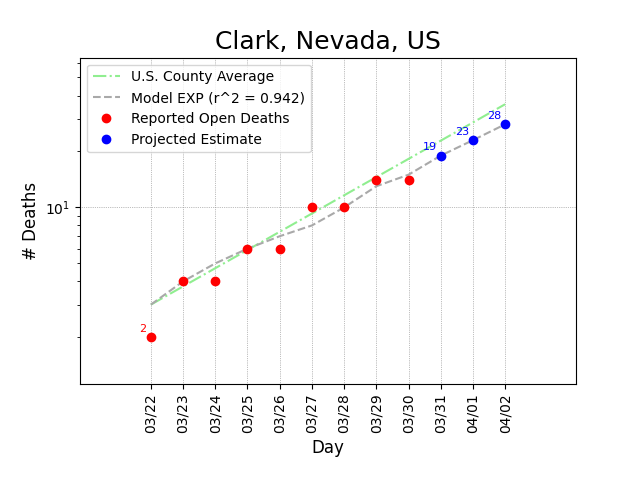 Clark, Nevada, US
U.S. County Average
Model EXP (r^2 = 0.942)
Reported Open Deaths
Projected Estimate
28
23
19
10^1
2
# Deaths
03/22
03/23
03/24
03/25
03/26
03/27
03/28
03/29
03/30
03/31
04/01
04/02
Day